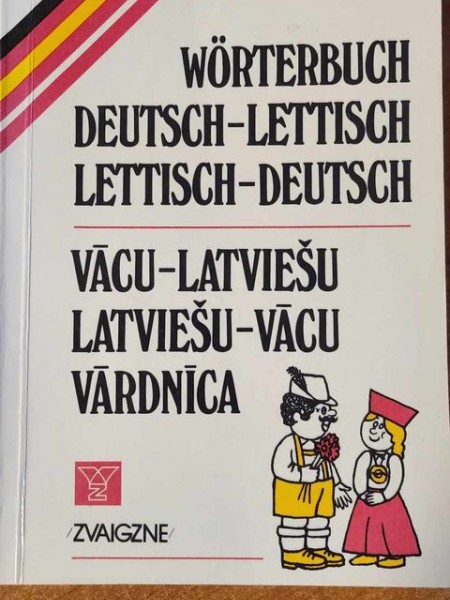 WÖRTERBUCH
DEUTSCH-LETTISCH
LETTISCH-DEUTSCH
VĀCU-LATVIEŠU
LATVIEŠU-VĀCU
VĀRDNĪCA
/ZVAIGZNE/